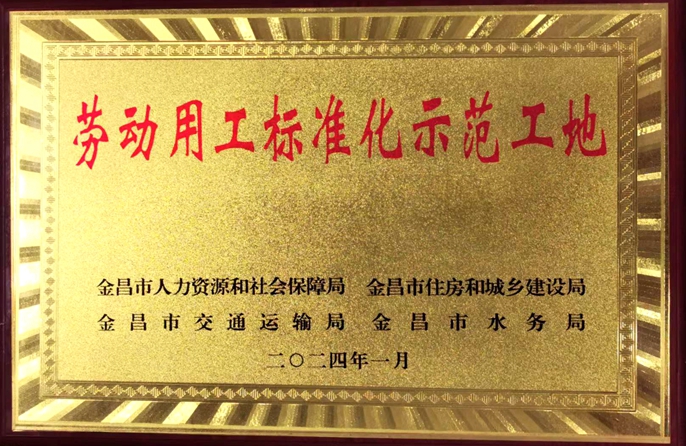 劳动用工标准化示范工地
金昌市人力资源和社会保障局 金昌市住房和城乡建设局
金昌市交通运输局 金昌市水务局
二〇二四年一月